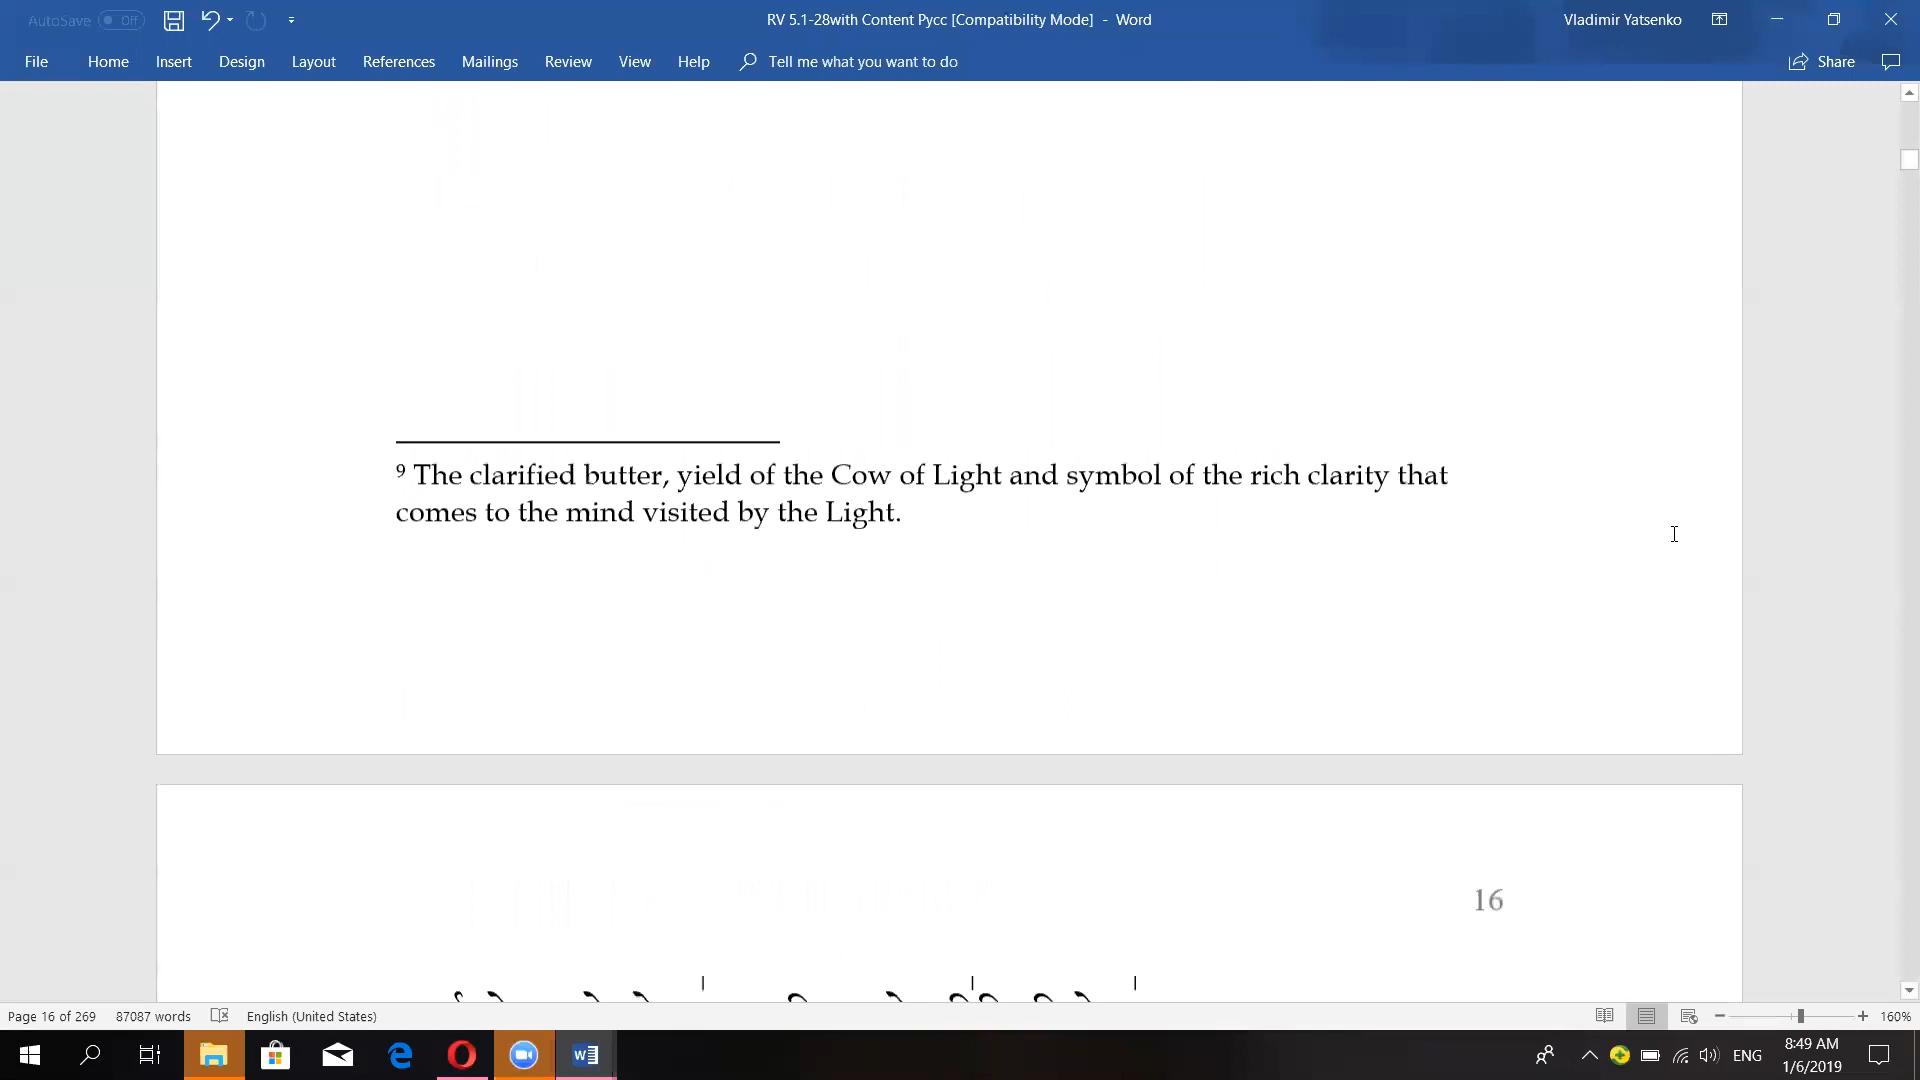 AutoSave Off
RV 5.1-28with Content Русс [Compatibility Mode] - Word
Vladimir Yatsenko
File Home Insert Design Layout References Mailings Review View Help Tell me what you want to do
Share
9 The clarified butter, yield of the Cow of Light and symbol of the rich clarity that
comes to the mind visited by the Light.
16
Page 16 of 269 87087 words English (United States)
160%
ENG
8:49 AM
1/6/2019